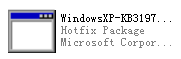 WindowsXP-KB3197...
Hotfix Package
Microsoft Corpor...